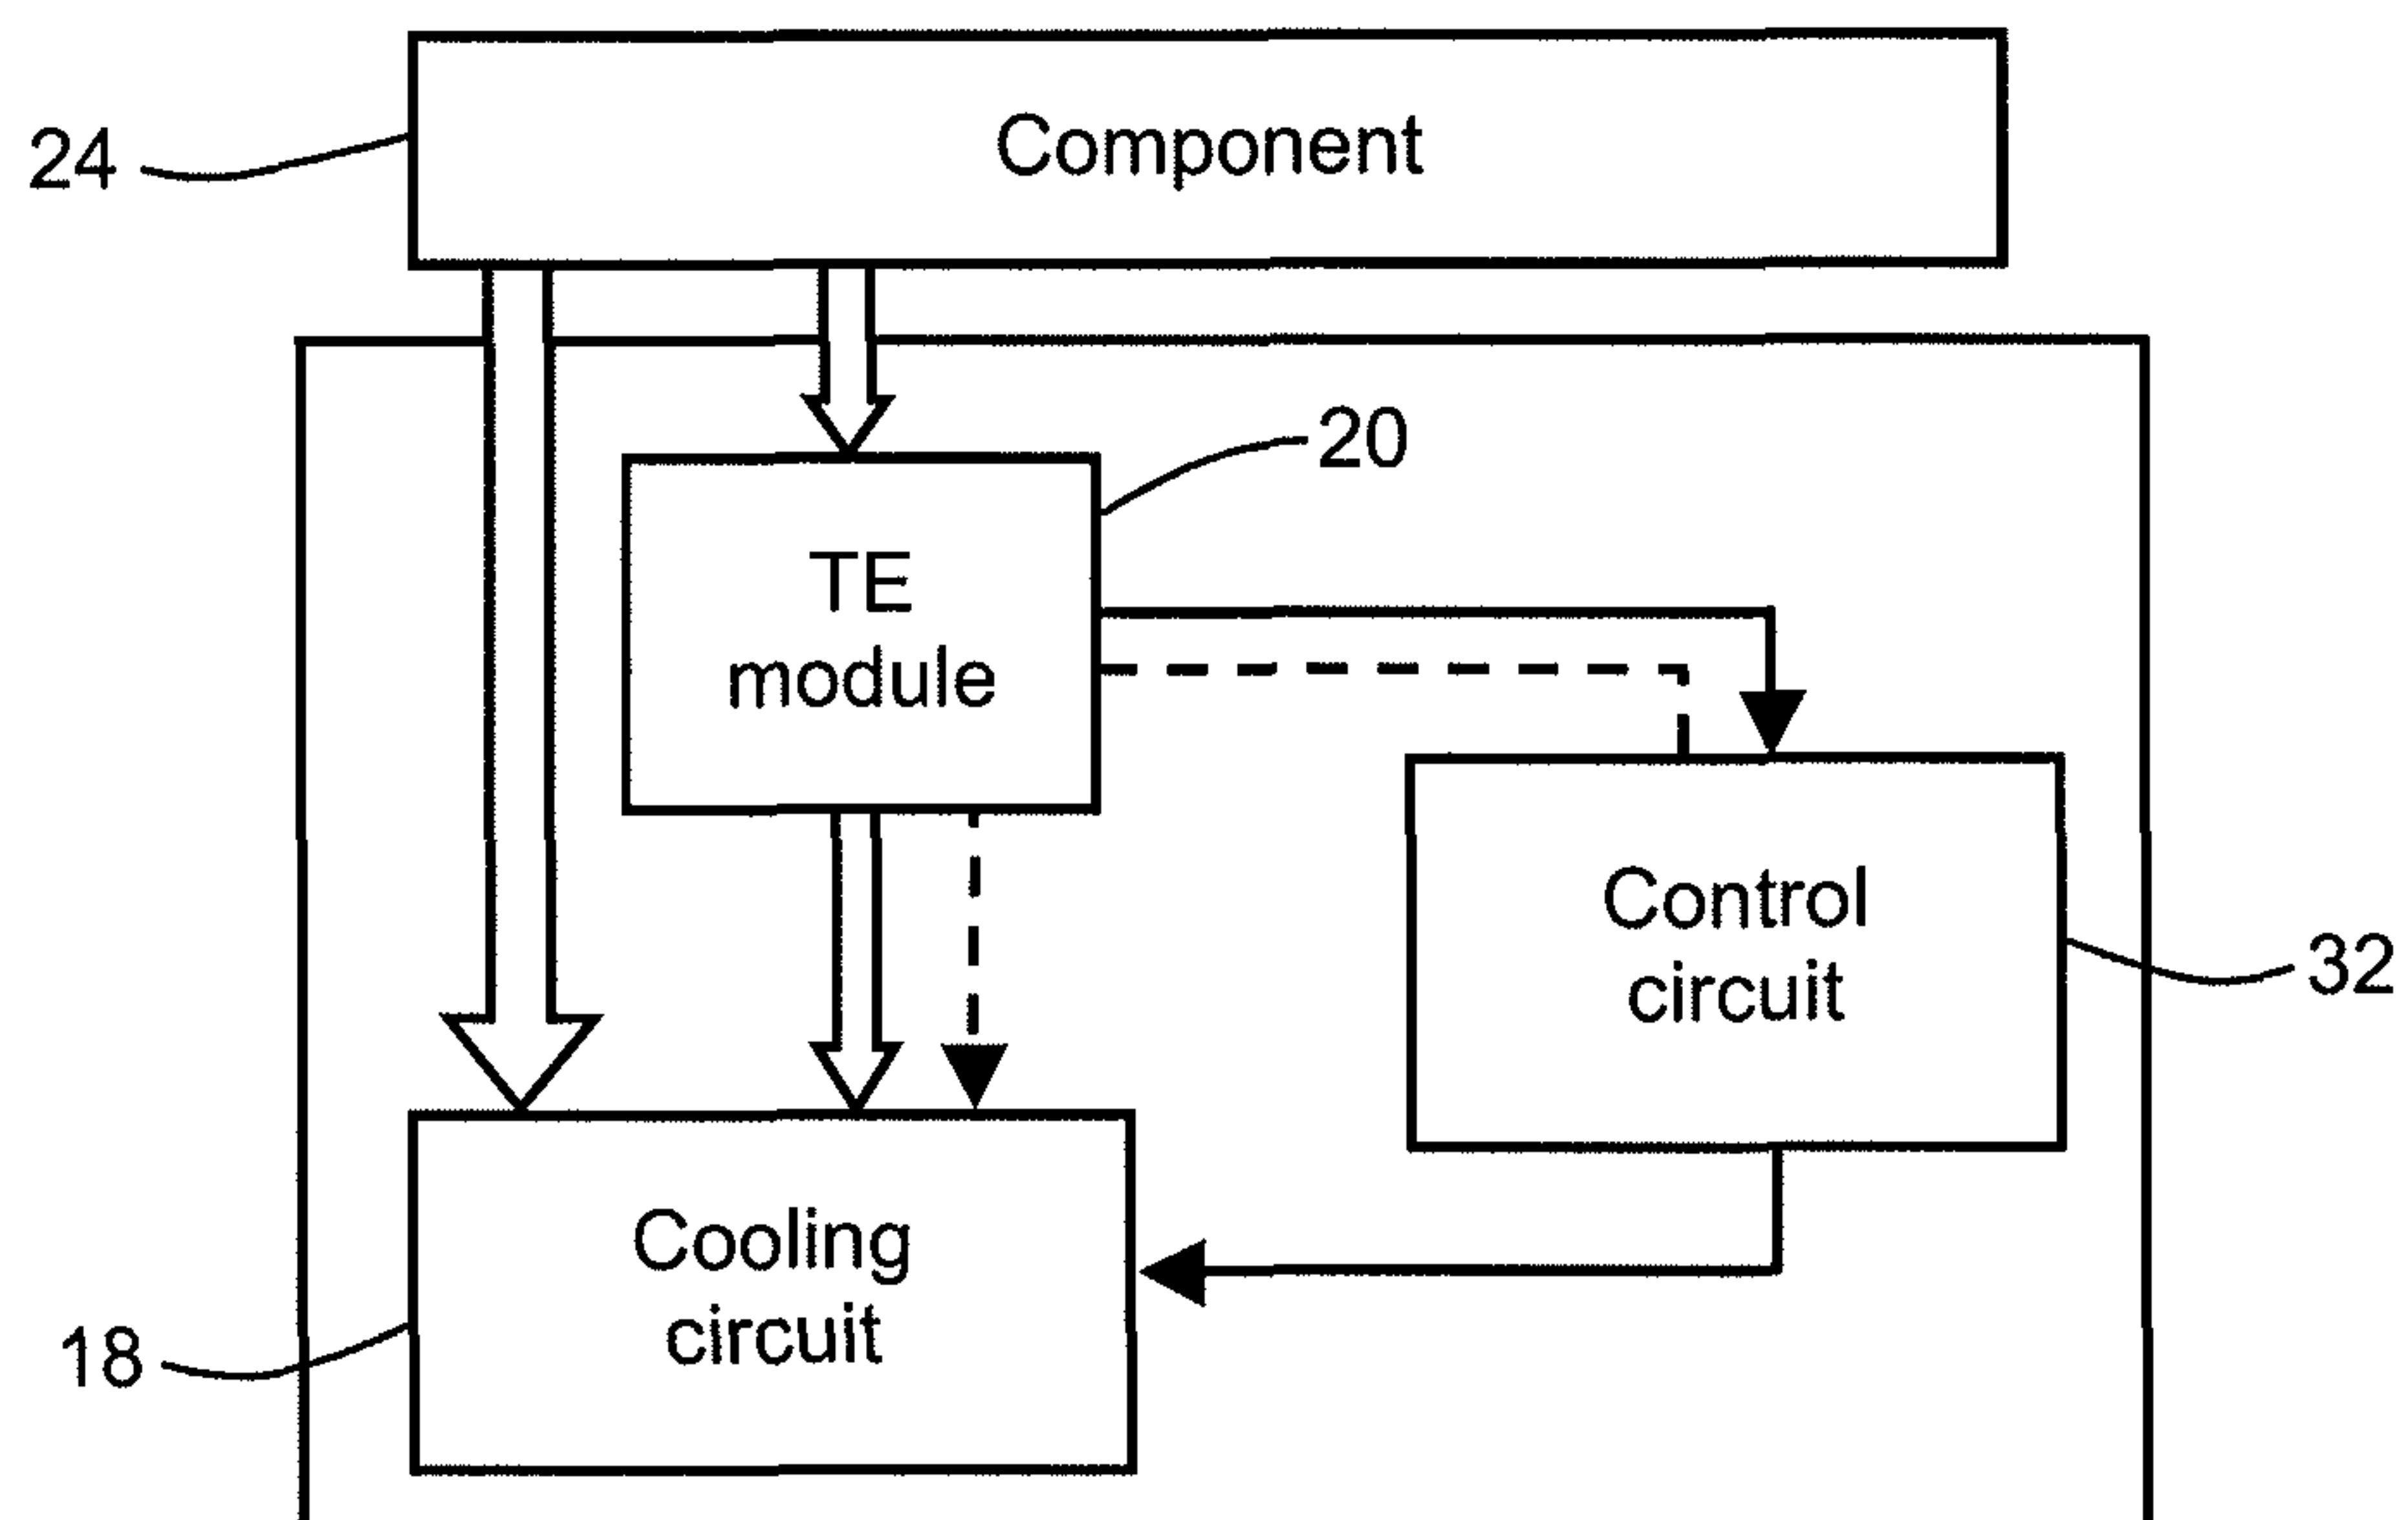 Component
24
20
TE
module
Control
circuit
32
Cooling
circuit
18